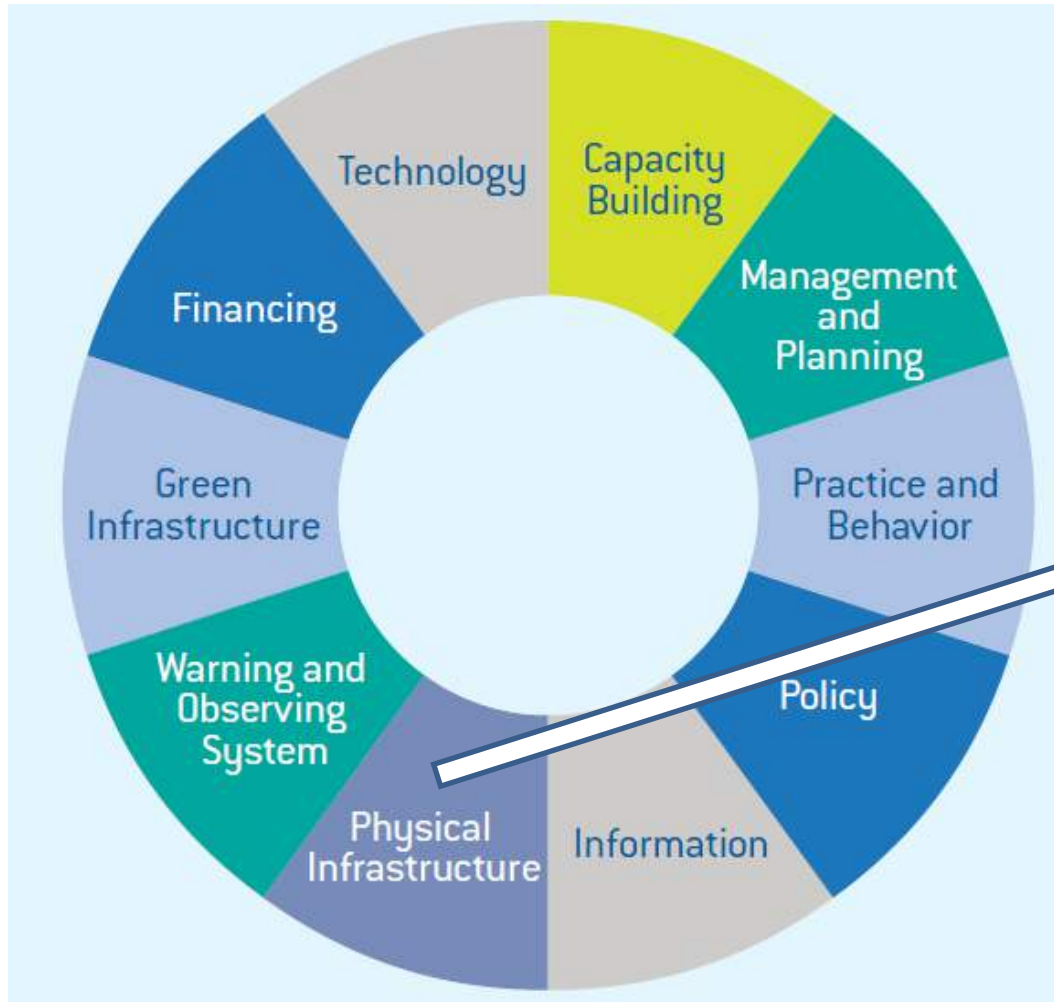 Technology
Capacity
Building
Management
and
Planning
Practice and
Behavior
Policy
Information
Physical
Infrastructure
Warning and
Observing
System
Green
Infrastructure
Financing